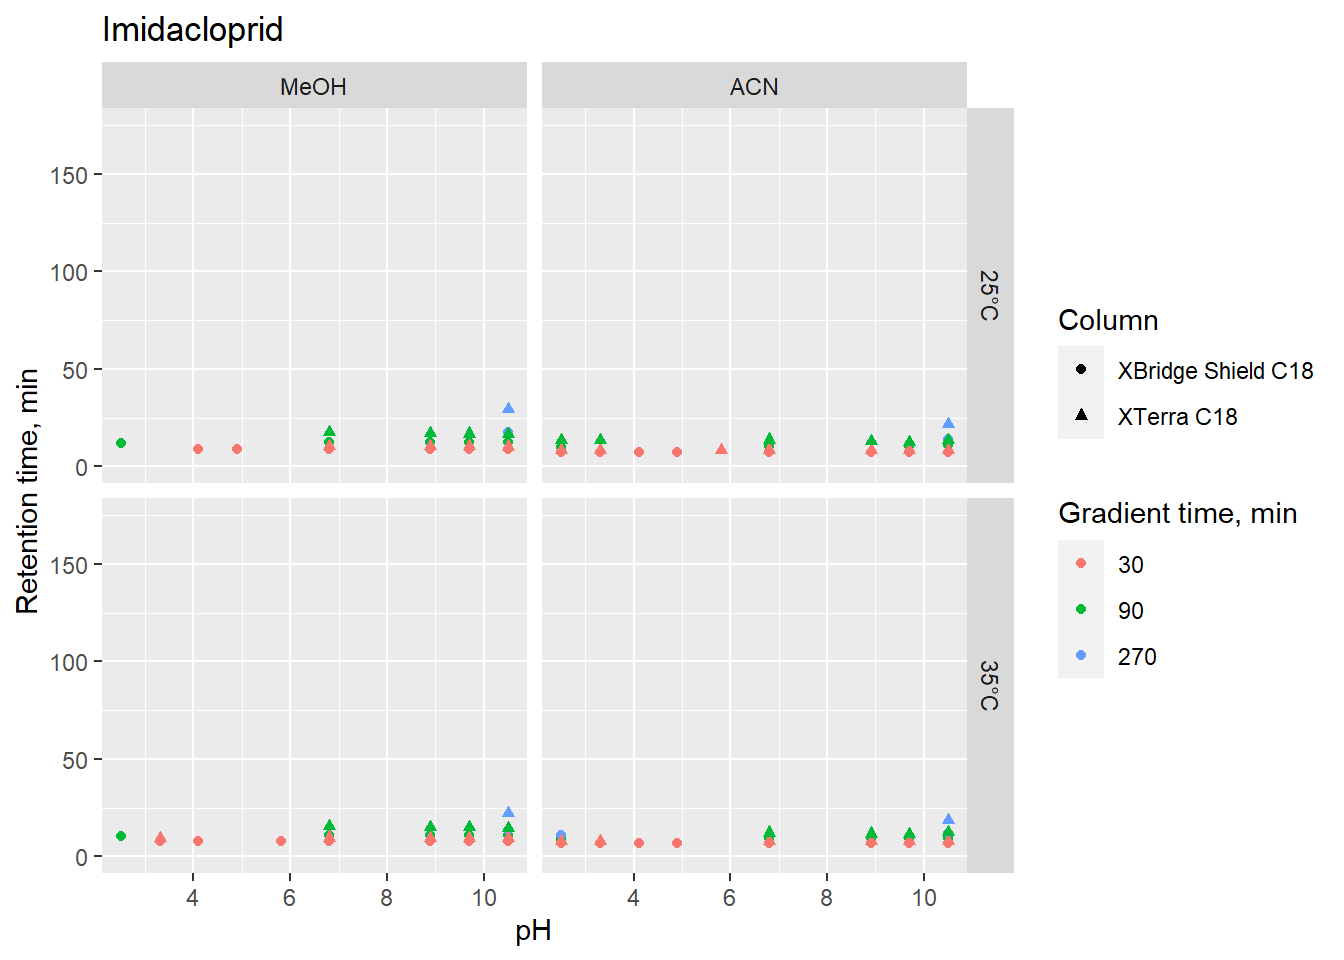 Imidacloprid
MeOH
ACN
150
100
50
0
25°C
150
100
50
0
35°C
4
6
8
10
4
6
8
10
pH
Retention time, min
Column
XBridge Shield C18
XTerra C18
Gradient time, min
30
90
270